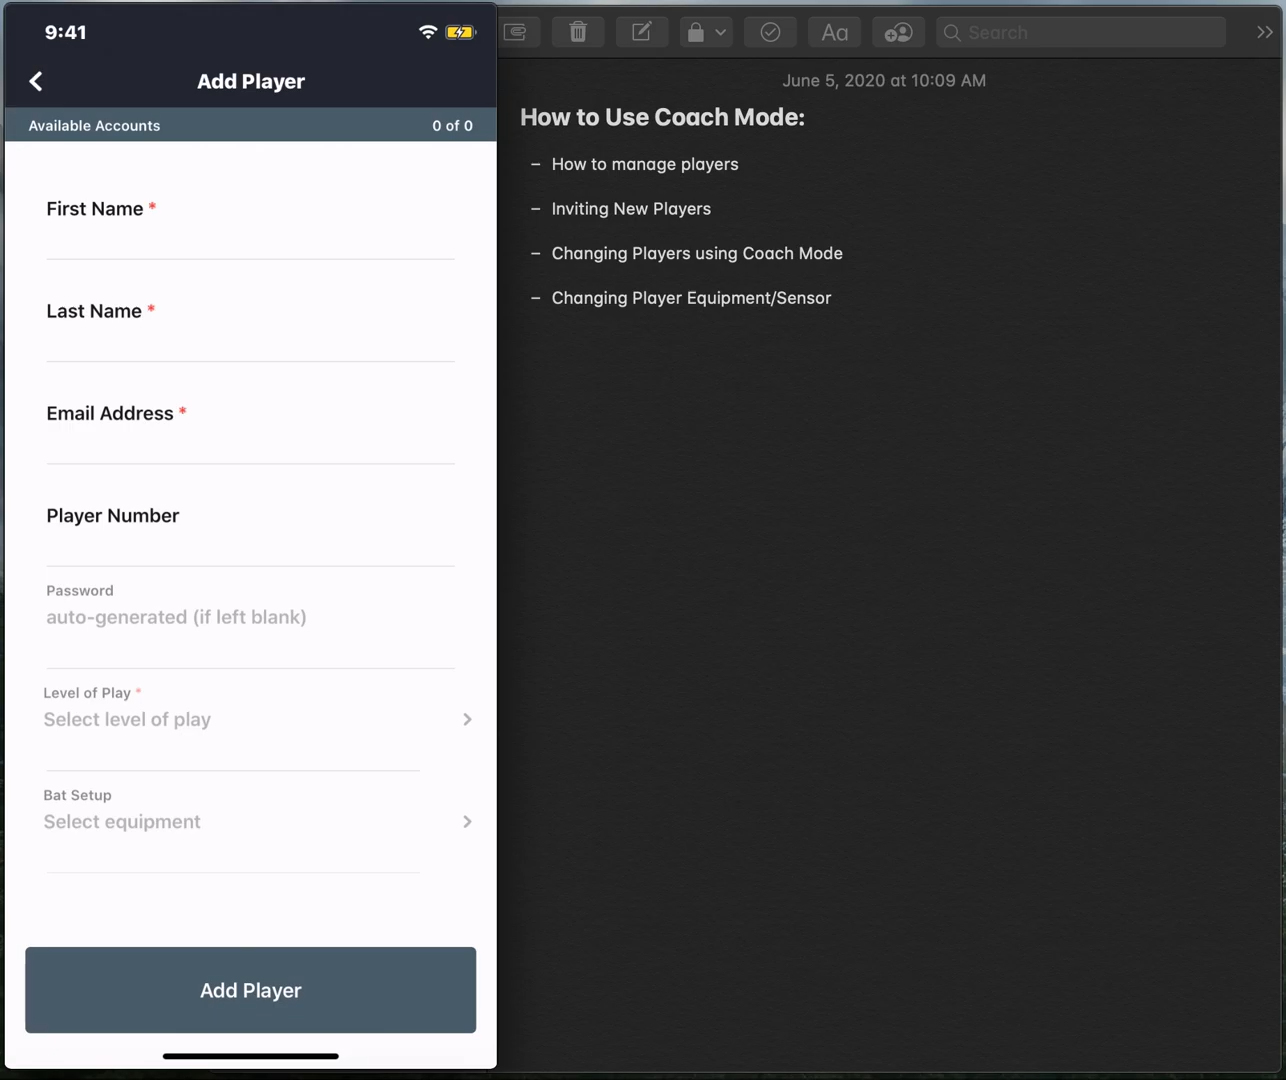 9:41
Add Player
Available Accounts 0 of 0
First Name *
Last Name *
Email Address *
Player Number
Password
auto-generated (if left blank)
Level of Play *
Select level of play
Bat Setup
Select equipment
Add Player
Aa
Search
June 5, 2020 at 10:09 AM
How to Use Coach Mode:
– How to manage players
– Inviting New Players
– Changing Players using Coach Mode
– Changing Player Equipment/Sensor